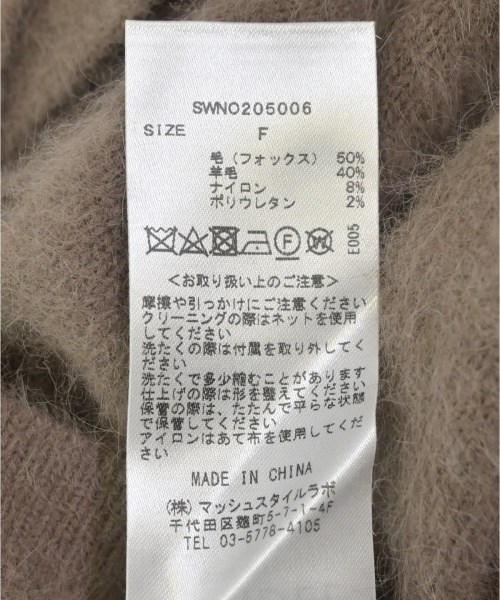 SWNO205006
SIZE F
毛（フォックス） 50%
羊毛 40%
ナイロン 8%
ポリウレタン 2%
F W E005
＜お取り扱い上のご注意＞
摩擦や引っかけにご注意ください
クリーニングの際はネットを使用
してください
洗たくの際は付属を取り外してく
ださい
洗たくで多少縮むことがあります
仕上げの際は形を整えてください
保管の際は、たたんで平らな状態
で保管してください
アイロンはあて布を使用してくだ
さい
MADE IN CHINA
（株）マッシュスタイルラボ
千代田区麹町5-7-1-4F
TEL 03-5778-4105